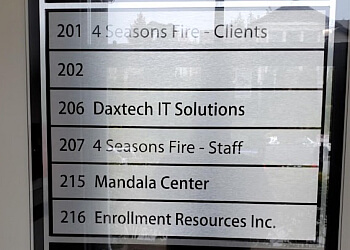 201 4 Seasons Fire - Clients
202
206 Daxtech IT Solutions
207 4 Seasons Fire - Staff
215 Mandala Center
216 Enrollment Resources Inc.